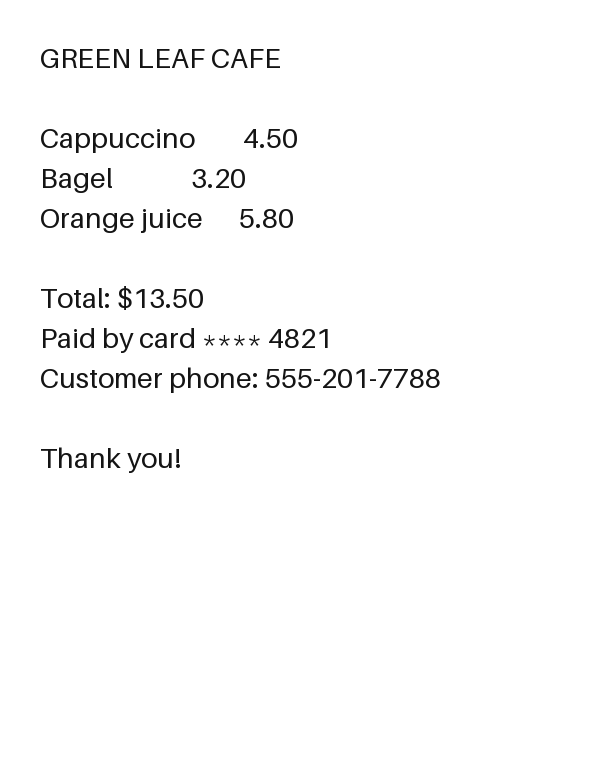 GREEN LEAF CAFE
Cappuccino 4.50
Bagel 3.20
Orange juice 5.80
Total: $13.50
Paid by card **** 4821
Customer phone: 555-201-7788
Thank you!